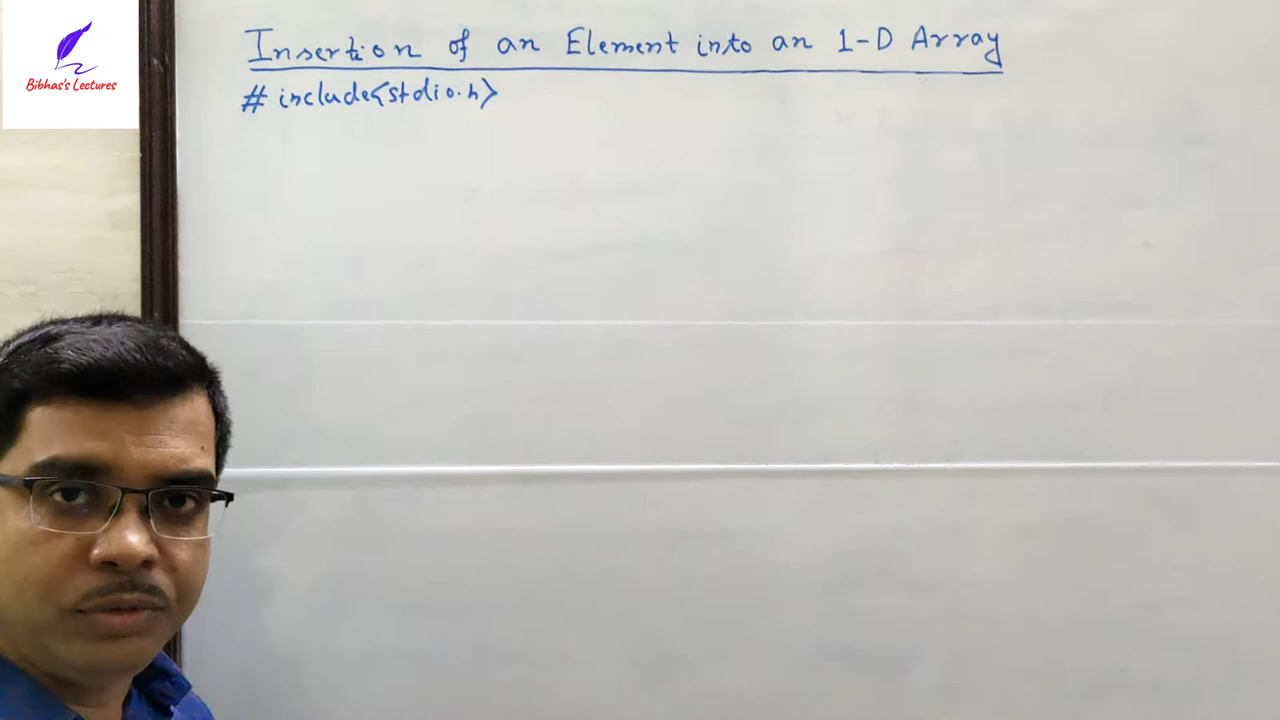 Bibhas's Lectures
Insertion of an Element into an 1-D Array
# include<stdio.h>